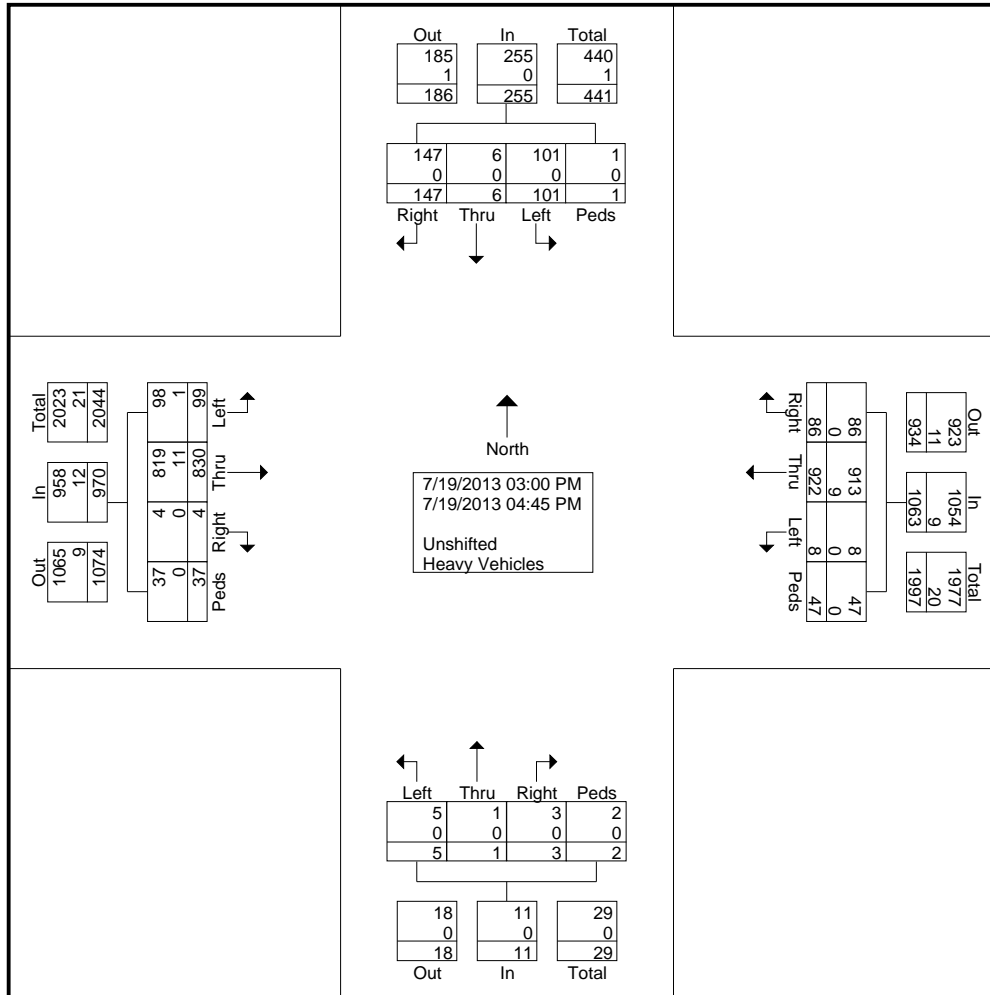 Out In Total
185 255 440
1 0 1
186 255 441
147 6 101 1
0 0 0 0
147 6 101 1
Right Thru Left Peds
Total
2023
21
2044
In
958
12
970
Out
1065
9
1074
98 819 4 37
1 11 0 0
99 830 4 37
Left Thru Right Peds
North
7/19/2013 03:00 PM
7/19/2013 04:45 PM
Unshifted
Heavy Vehicles
Right Thru Left Peds
86 913 8 47
0 9 0 0
86 922 8 47
Out
923
11
934
In
1054
9
1063
Total
1977
20
1997
Left Thru Right Peds
5 1 3 2
0 0 0 0
5 1 3 2
18 11 29
0 0 0
18 11 29
Out In Total